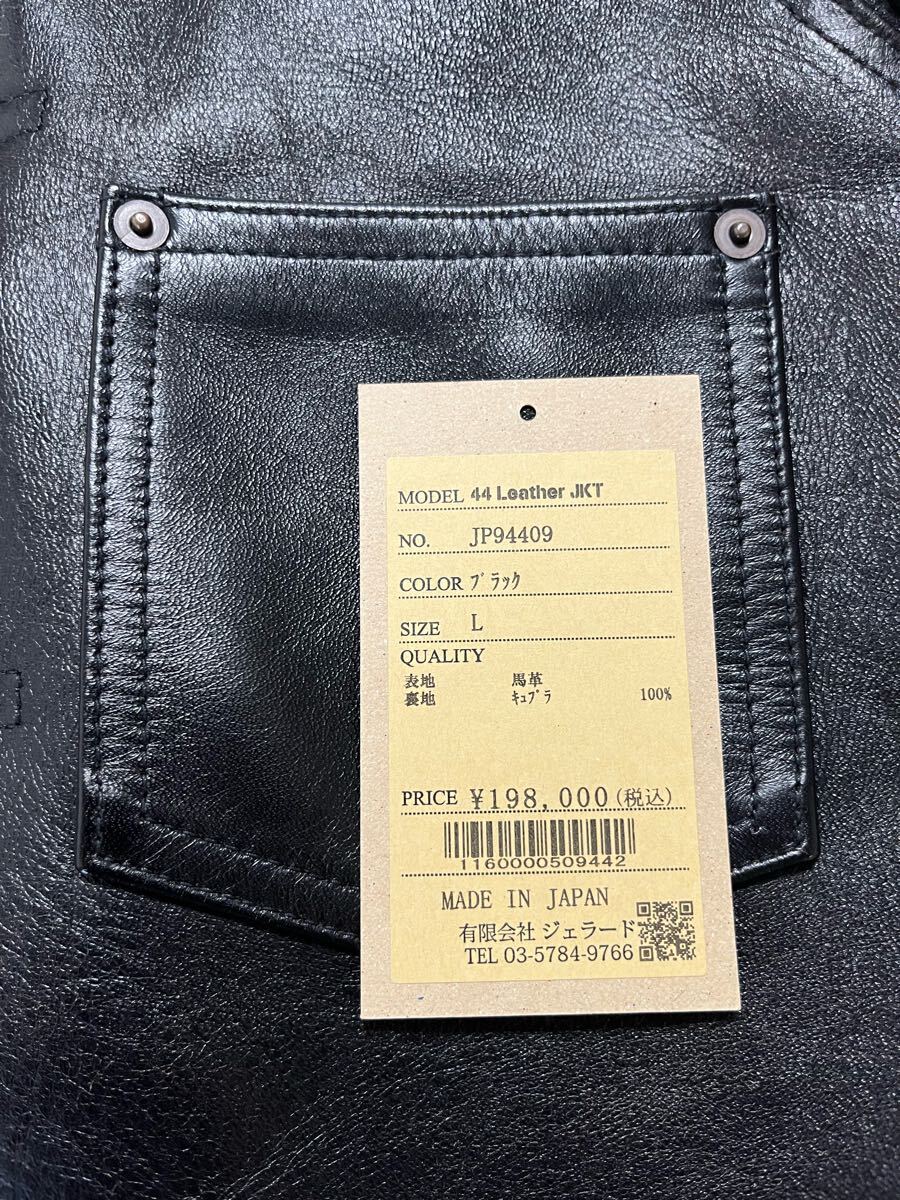 MODEL 44 Leather JKT
NO. JP94409
COLOR ﾌﾞﾗｯｸ
SIZE L
QUALITY
表地 馬革
裏地 ｷｭﾌﾟﾗ 100%
PRICE ¥198,000(税込)
1160000509442
MADE IN JAPAN
有限会社 ジェラード
TEL 03-5784-9766